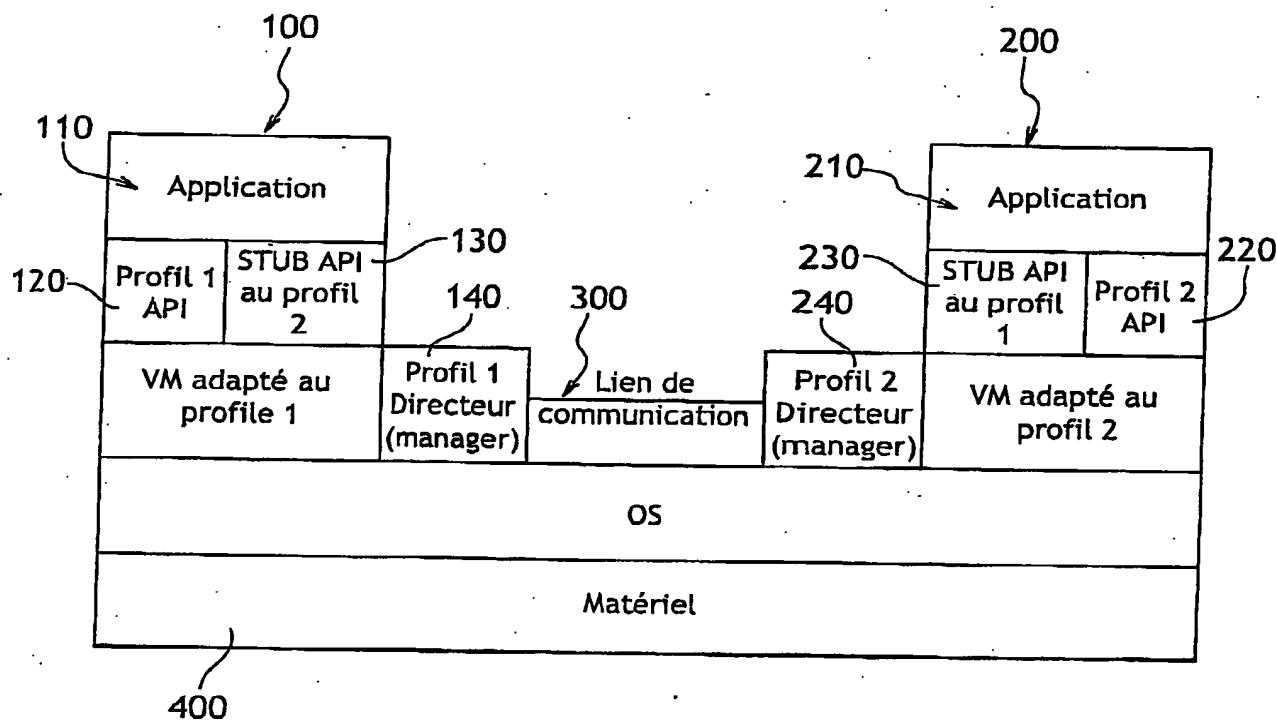 100
200
110
Application
210
Application
120
Profil 1
API
STUB API
au profil
2
130
140
300
230
240
STUB API
au profil
1
Profil 2
API
220
VM adapté au
profile 1
Profil 1
Directeur
(manager)
Lien de
communication
Profil 2
Directeur
(manager)
VM adapté au
profil 2
OS
Matériel
400